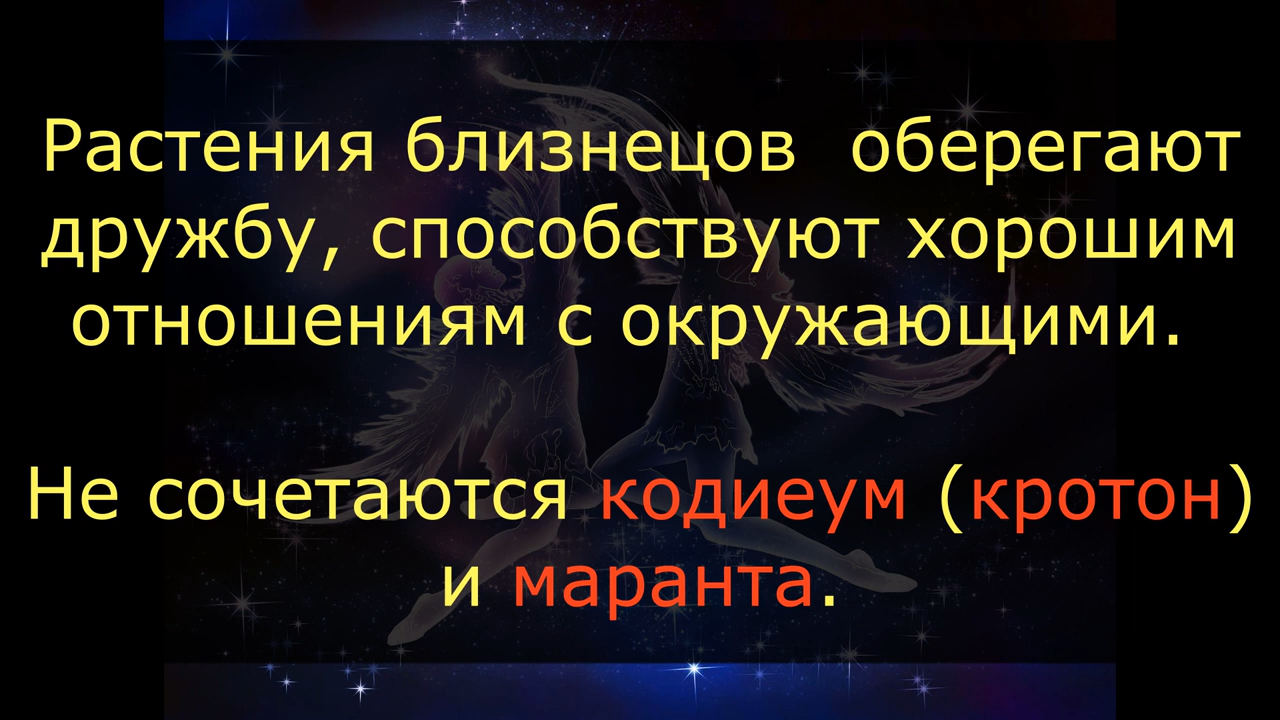 Растения близнецов  оберегают
дружбу, способствуют хорошим
отношениям с окружающими.
Не сочетаются кодиеум (кротон)
и маранта.